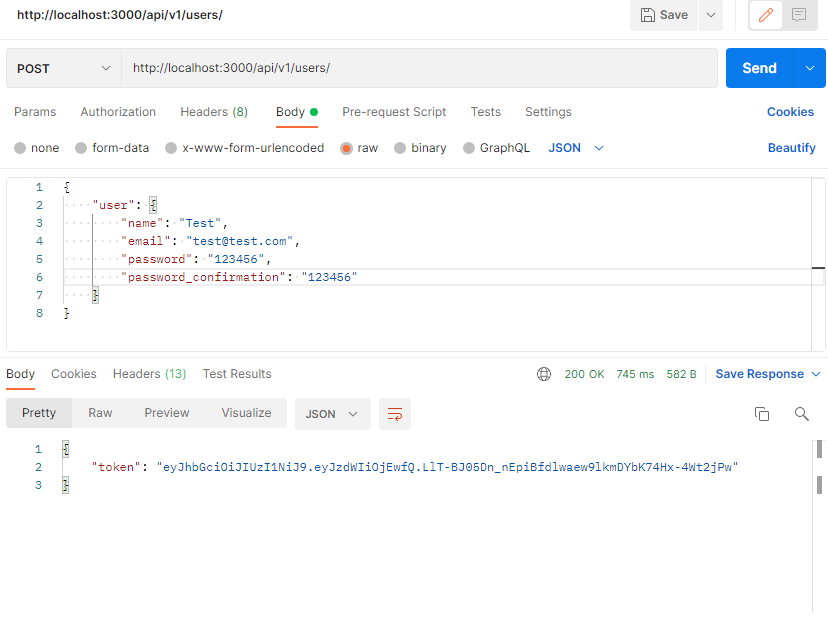 http://localhost:3000/api/v1/users/
Save
POST
http://localhost:3000/api/v1/users/
Send
Params Authorization Headers (8) Body Pre-request Script Tests Settings Cookies
none form-data x-www-form-urlencoded raw binary GraphQL JSON Beautify
1 {
2 "user": {
3 "name": "Test",
4 "email": "test@test.com",
5 "password": "123456",
6 "password_confirmation": "123456"
7 }
8 }
Body Cookies Headers (13) Test Results 200 OK 745 ms 582 B Save Response
Pretty Raw Preview Visualize JSON
1 {
2 "token": "eyJhbGciOiJIUzI1NiJ9.eyJzdWIiOjEwfQ.LlT-BJ05Dn_nEpiBfdlwaew9lkmDYbK74Hx-4Wt2jPw"
3 }